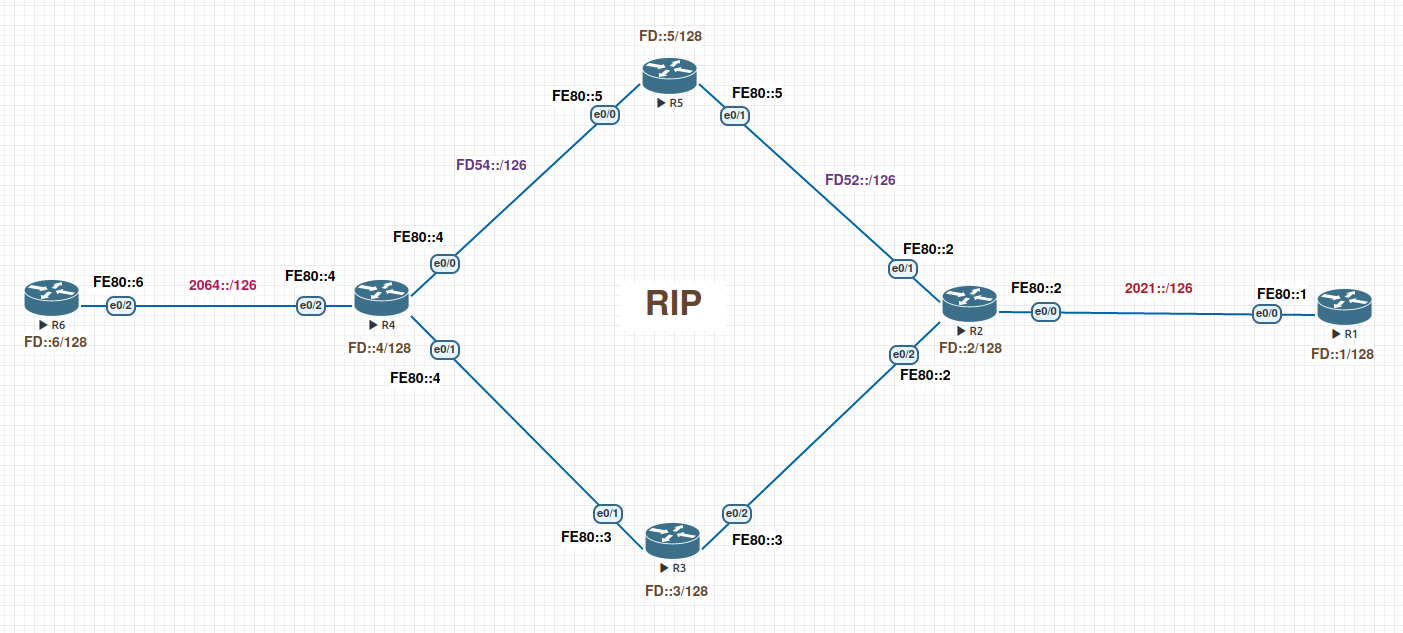 FD::5/128
R5
FE80::5
e0/0
FE80::5
e0/1
FD54::/126
FD52::/126
FE80::4
e0/0
FE80::2
e0/1
R6
FD::6/128
FE80::6
e0/2
2064::/126
FE80::4
e0/2
R4
FD::4/128
RIP
R2
FD::2/128
FE80::2
e0/0
2021::/126
FE80::1
e0/0
R1
FD::1/128
e0/1
FE80::4
e0/2
FE80::2
e0/1
FE80::3
e0/2
FE80::3
R3
FD::3/128